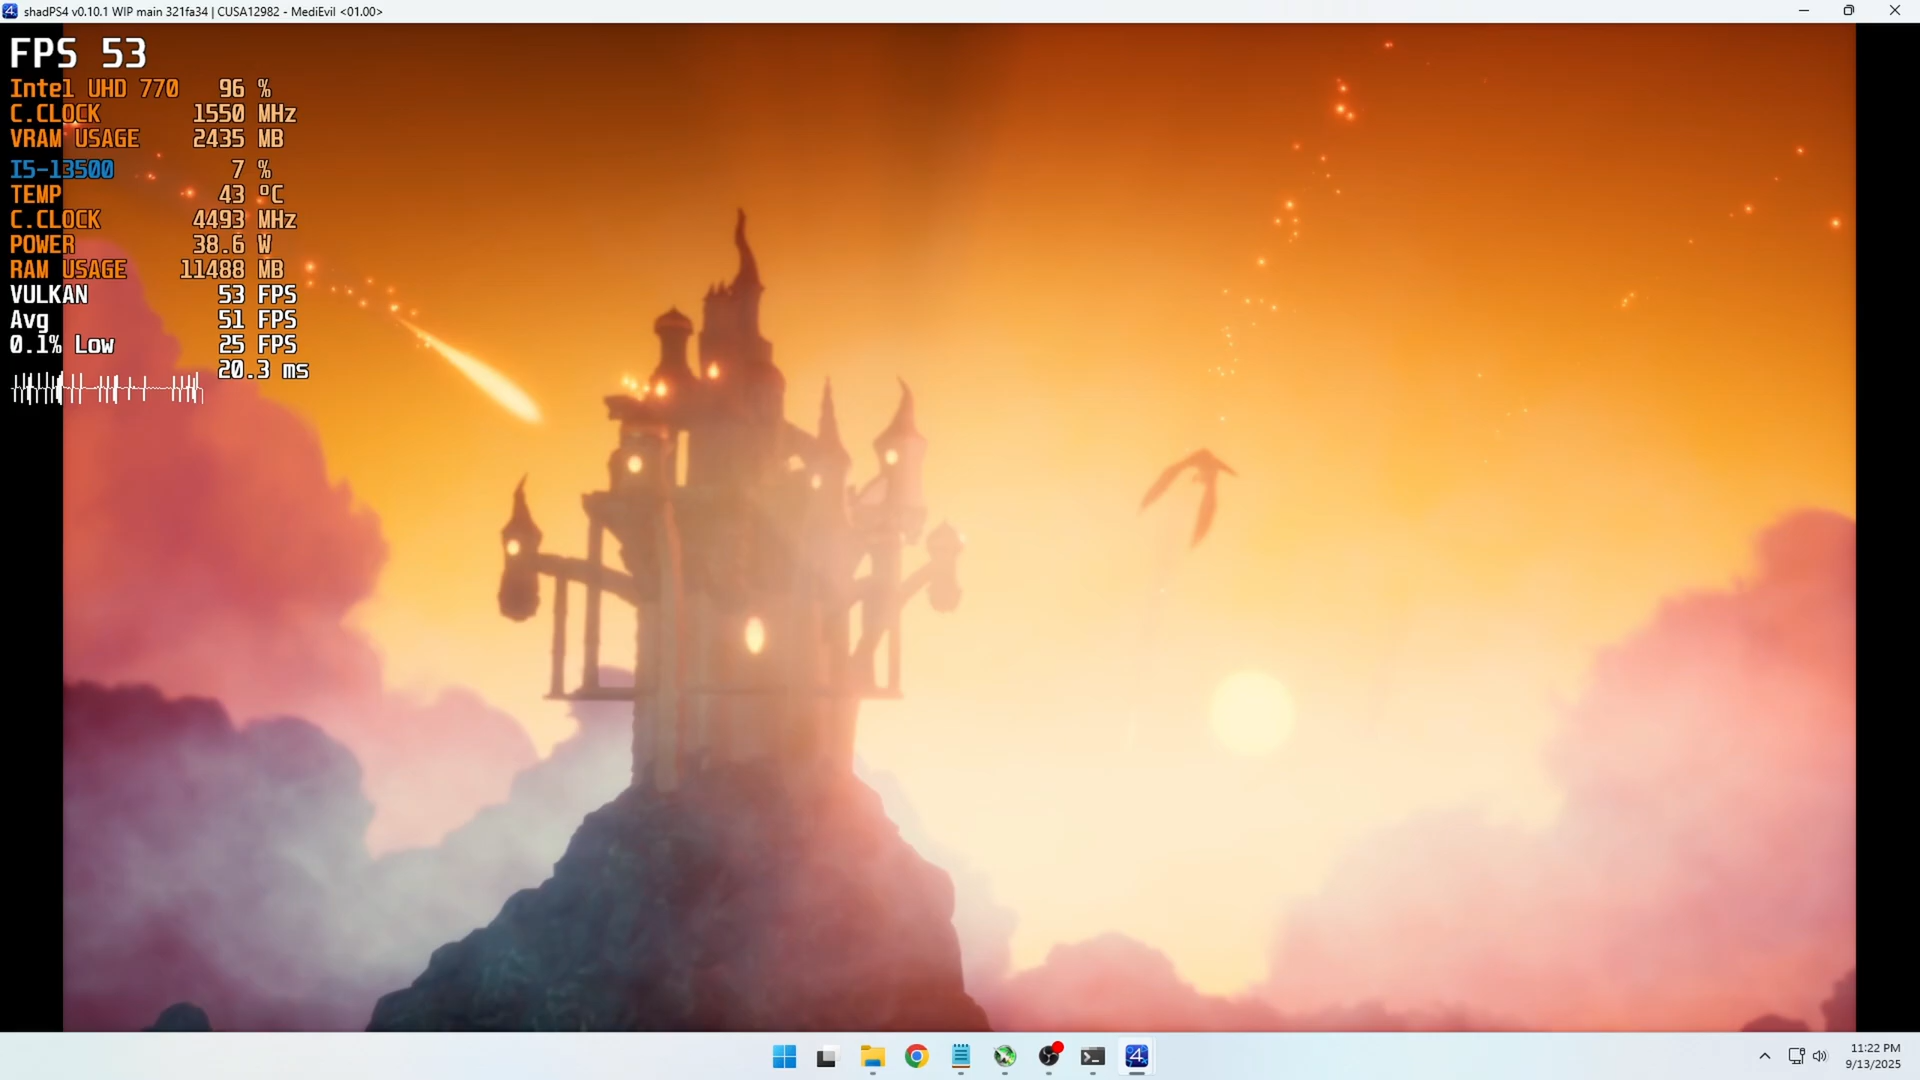 shadPS4 v0.10.1 WIP main 321fa34 | CUSA12982 - MediEvil <01.00>
FPS 53
Intel UHD 770 96 %
C.CLOCK 1550 MHz
VRAM USAGE 2435 MB
I5-13500 7 %
TEMP 43 ºC
C.CLOCK 4493 MHz
POWER 38.6 W
RAM USAGE 11488 MB
VULKAN 53 FPS
Avg 51 FPS
0.1% Low 25 FPS
20.3 ms
11:22 PM
9/13/2025